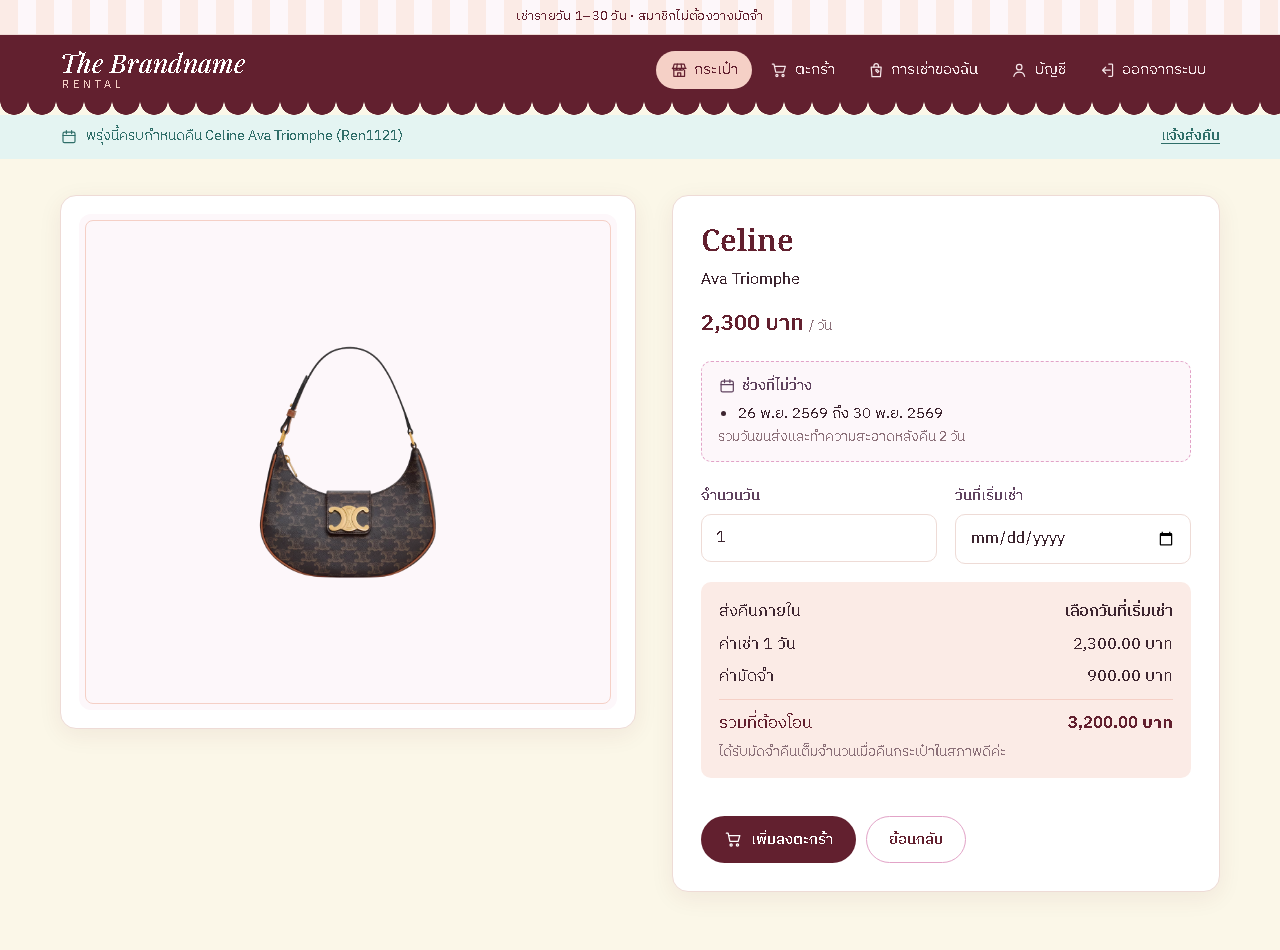 เช่ารายวัน 1–30 วัน · สมาชิกไม่ต้องวางมัดจำ
The Brandname
RENTAL
กระเป๋า
ตะกร้า
การเช่าของฉัน
บัญชี
ออกจากระบบ
พรุ่งนี้ครบกำหนดคืน Celine Ava Triomphe (Ren1121)
แจ้งส่งคืน
Celine
Ava Triomphe
2,300 บาท / วัน
ช่วงที่ไม่ว่าง
• 26 พ.ย. 2569 ถึง 30 พ.ย. 2569
รวมวันขนส่งและทำความสะอาดหลังคืน 2 วัน
จำนวนวัน
วันที่เริ่มเช่า
1
mm/dd/yyyy
ส่งคืนภายใน เลือกวันที่เริ่มเช่า
ค่าเช่า 1 วัน 2,300.00 บาท
ค่ามัดจำ 900.00 บาท
รวมที่ต้องโอน 3,200.00 บาท
ได้รับมัดจำคืนเต็มจำนวนเมื่อคืนกระเป๋าในสภาพดีค่ะ
เพิ่มลงตะกร้า
ย้อนกลับ